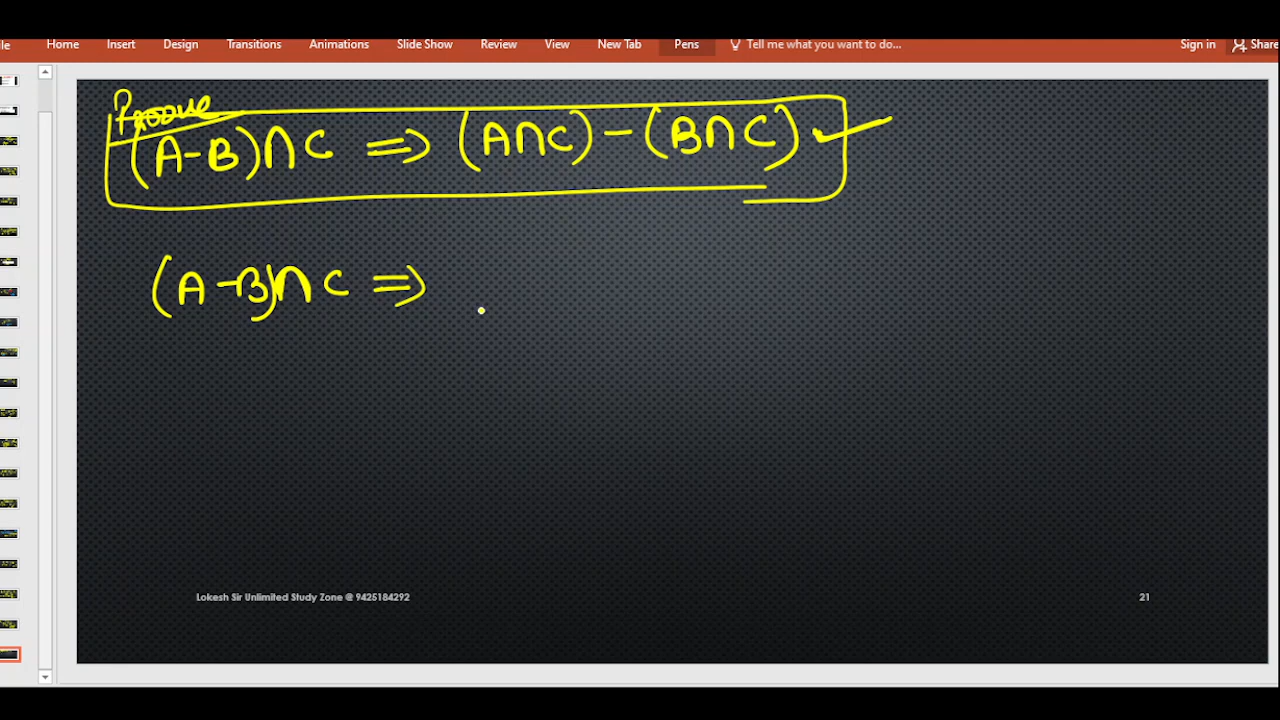 le Home Insert Design Transitions Animations Slide Show Review View New Tab Pens Tell me what you want to do... Sign in Share
Prove
(A-B)∩C ⇒ (A∩C) - (B∩C)
(A-B)∩C ⇒
Lokesh Sir Unlimited Study Zone @ 9425184292 21